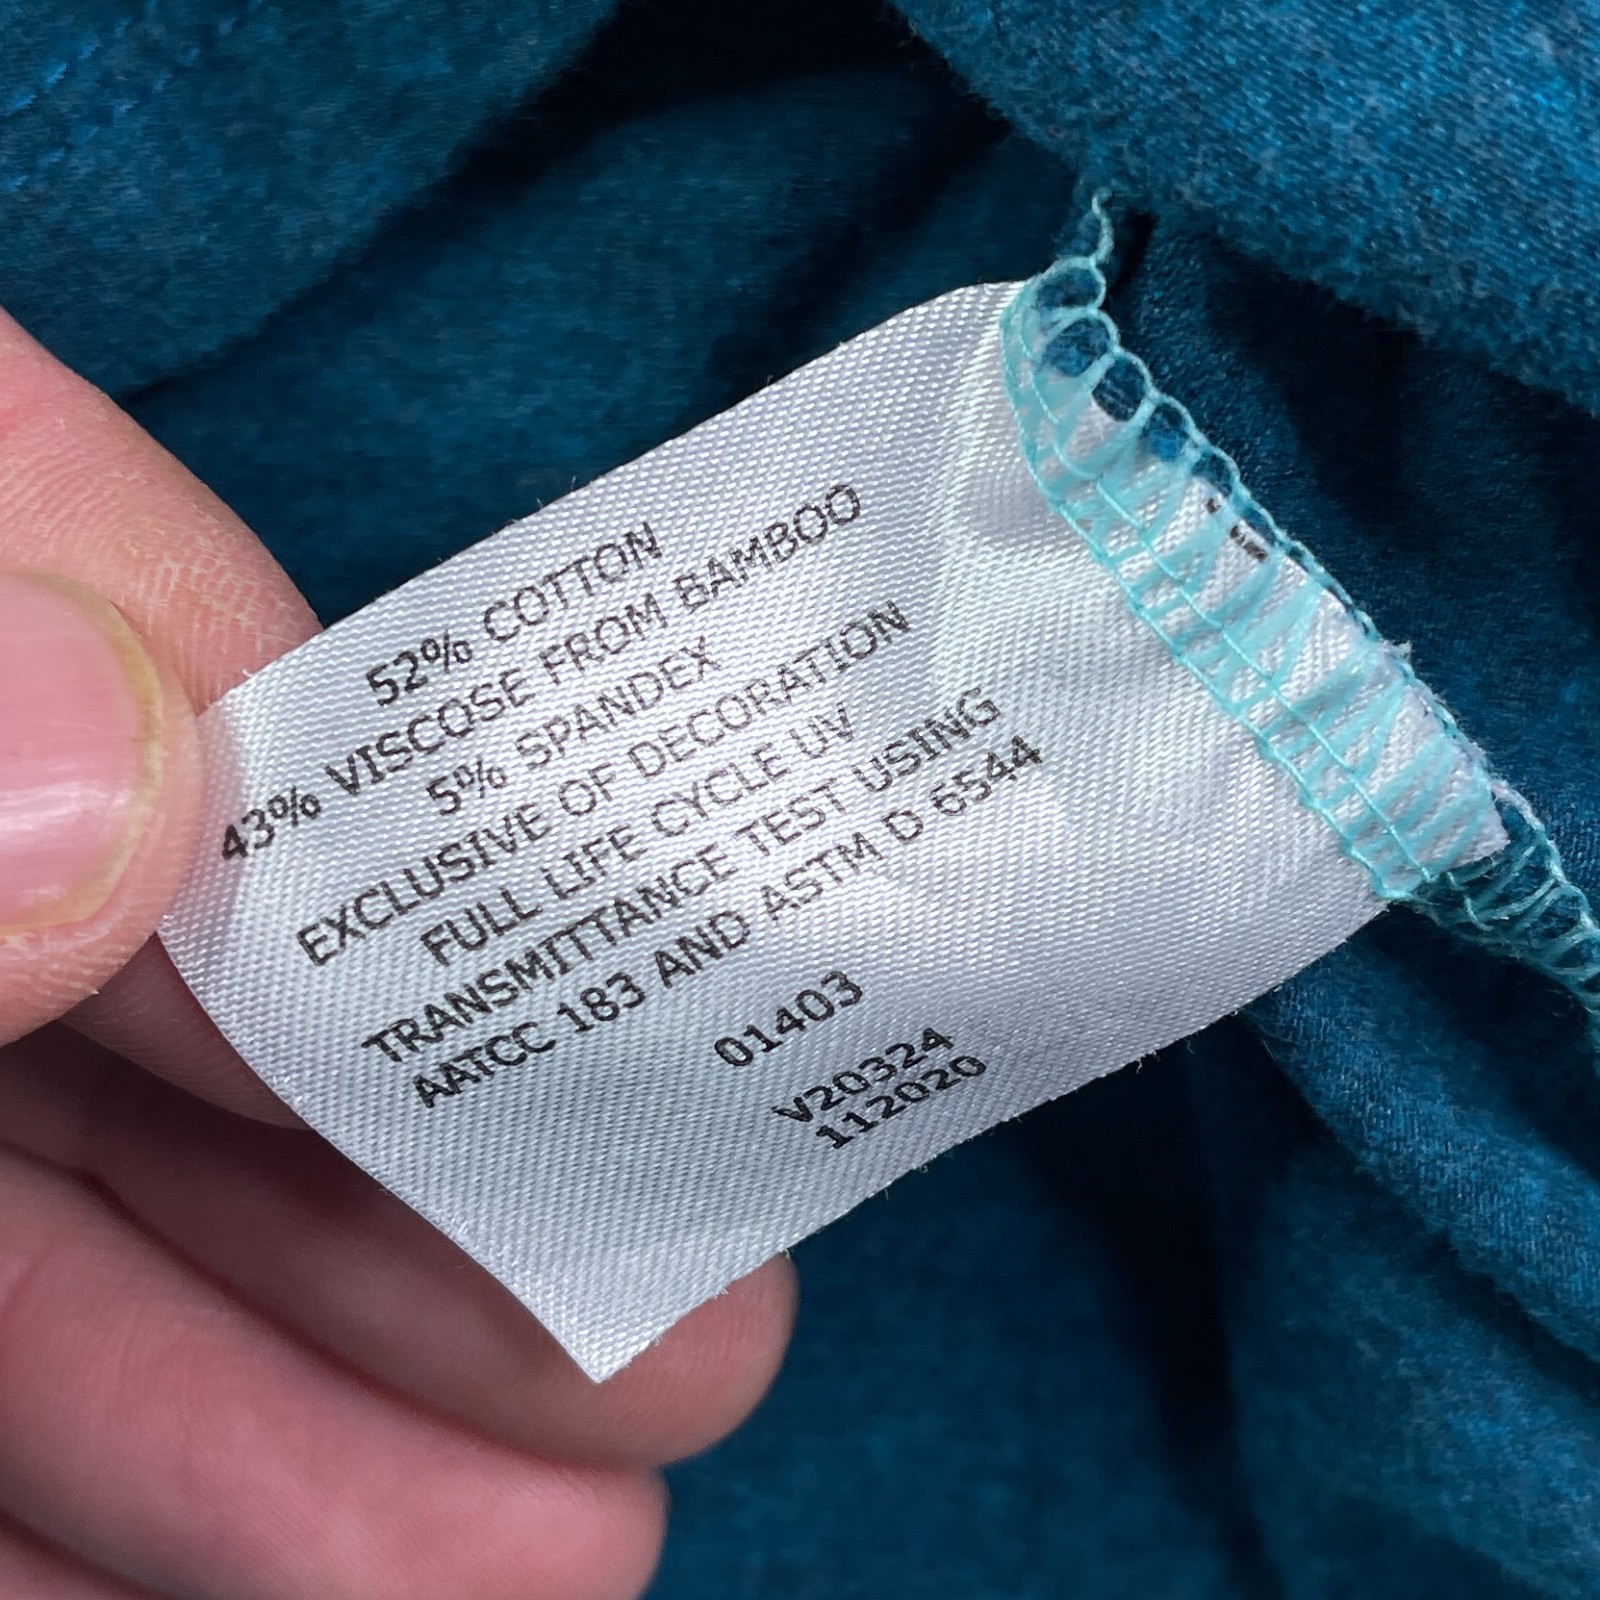 52% COTTON
43% VISCOSE FROM BAMBOO
5% SPANDEX
EXCLUSIVE OF DECORATION
FULL LIFE CYCLE UV
TRANSMITTANCE TEST USING
AATCC 183 AND ASTM D 6544
01403
V20324
112020